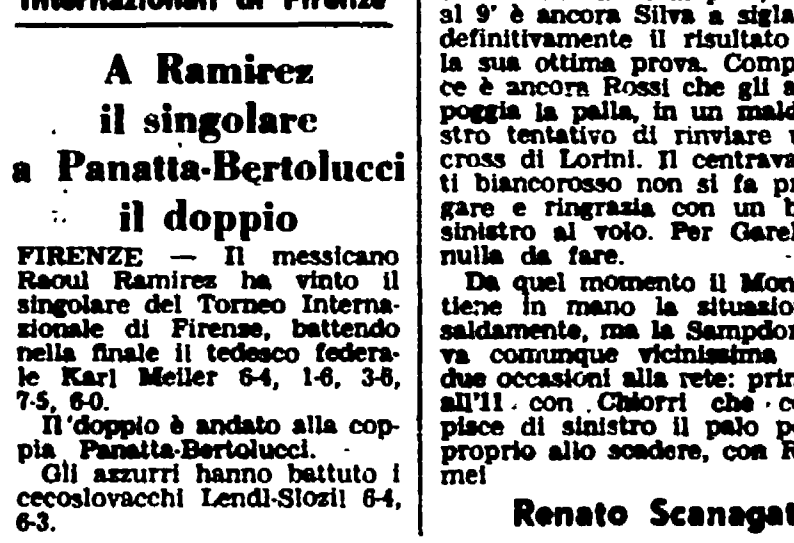 Internazionali di Firenze
A Ramirez
il singolare
a Panatta-Bertolucci
il doppio
FIRENZE — Il messicano
Raoul Ramirez ha vinto il
singolare del Torneo Interna-
zionale di Firenze, battendo
nella finale il tedesco federa-
le Karl Meiler 6-4, 1-6, 3-6,
7-5, 6-0.
Il doppio è andato alla cop-
pia Panatta-Bertolucci.
Gli azzurri hanno battuto i
cecoslovacchi Lendl-Slozil 6-4,
6-3.
al 9' è ancora Silva a sigla
definitivamente il risultato
la sua ottima prova. Comp
ce è ancora Rossi che gli a
poggia la palla, in un mald
stro tentativo di rinviare
cross di Lorini. Il centrava
ti biancorosso non si fa pr
gare e ringrazia con un b
sinistro al volo. Per Garel
nulla da fare.
Da quel momento il Mon
tiene in mano la situazio
saldamente, ma la Sampdor
va comunque vicinissima
due occasioni alla rete: prim
all'11 con Chiorri che c
pisce di sinistro il palo p
proprio allo scadere, con R
mei
Renato Scanagat